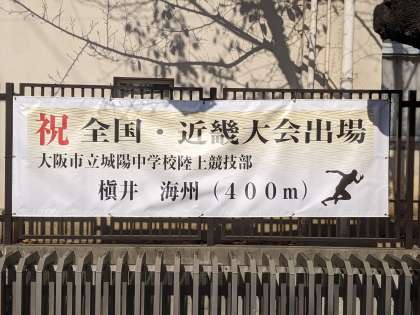 祝 全国・近畿大会出場
大阪市立城陽中学校陸上競技部
槇井 海州（400m）